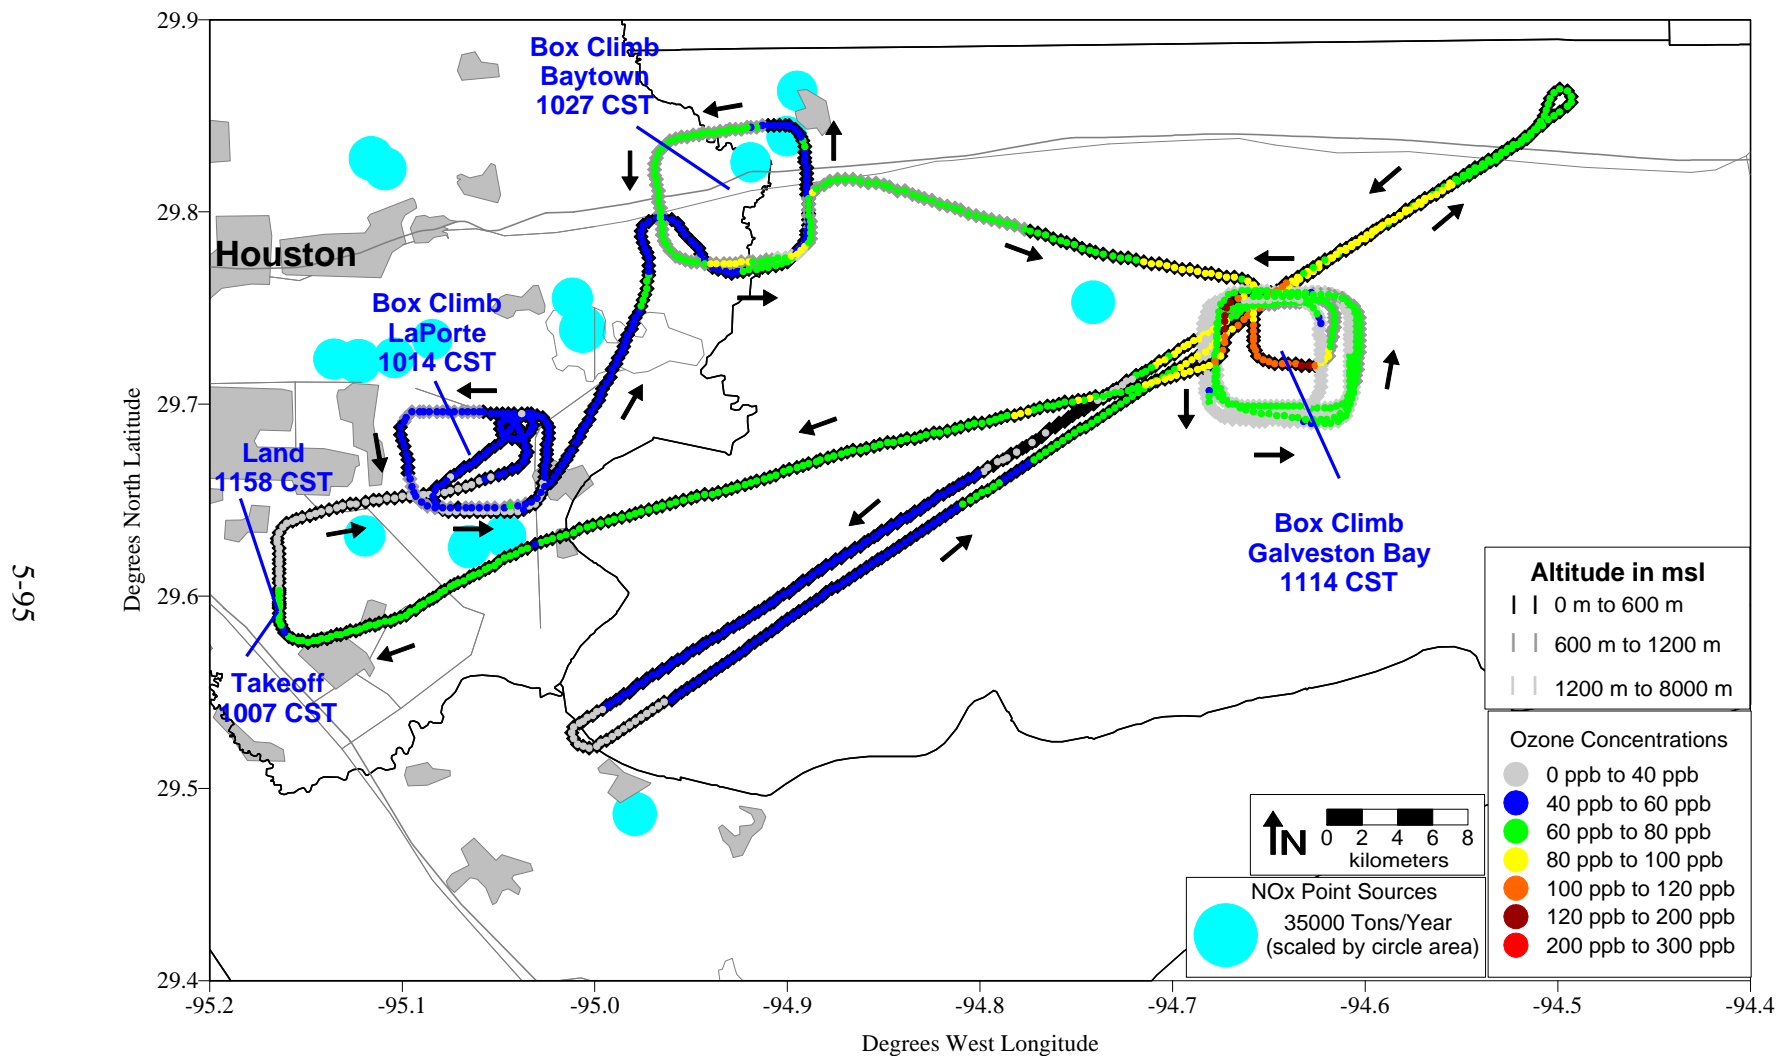 29.9
29.8
29.7
29.6
29.5
29.4
Degrees North Latitude
5-95
Box Climb
Baytown
1027 CST
Houston
Box Climb
LaPorte
1014 CST
Land
1158 CST
Takeoff
1007 CST
Box Climb
Galveston Bay
1114 CST
Altitude in msl
0 m to 600 m
600 m to 1200 m
1200 m to 8000 m
Ozone Concentrations
0 ppb to 40 ppb
40 ppb to 60 ppb
60 ppb to 80 ppb
80 ppb to 100 ppb
100 ppb to 120 ppb
120 ppb to 200 ppb
200 ppb to 300 ppb
N
0 2 4 6 8
kilometers
NOx Point Sources
35000 Tons/Year
(scaled by circle area)
-95.2 -95.1 -95.0 -94.9 -94.8 -94.7 -94.6 -94.5 -94.4
Degrees West Longitude